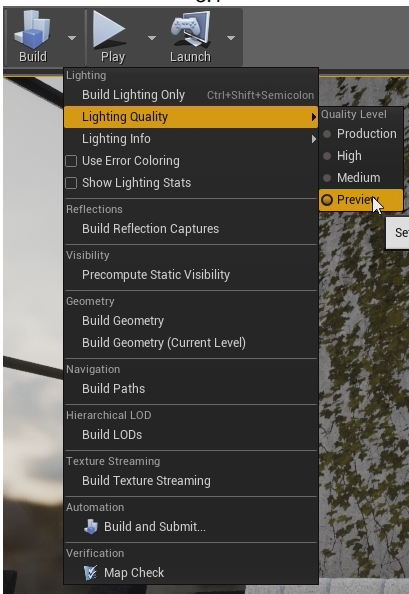 Build
Play
Launch
Lighting
Build Lighting Only Ctrl+Shift+Semicolon
Lighting Quality
Lighting Info
Use Error Coloring
Show Lighting Stats
Reflections
Build Reflection Captures
Visibility
Precompute Static Visibility
Geometry
Build Geometry
Build Geometry (Current Level)
Navigation
Build Paths
Hierarchical LOD
Build LODs
Texture Streaming
Build Texture Streaming
Automation
Build and Submit...
Verification
Map Check
Quality Level
Production
High
Medium
Preview